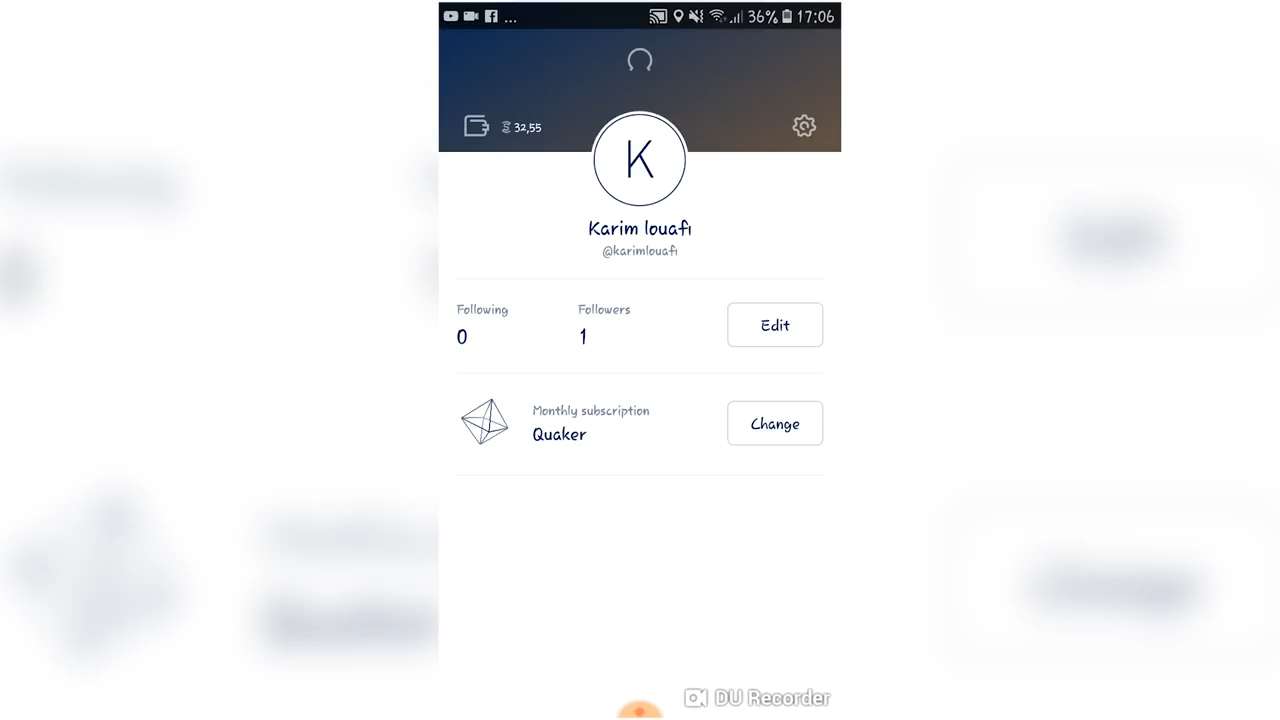 ... 36% 17:06
32,55
K
Karim louafi
@karimlouafi
Following Followers
0 1
Edit
Monthly subscription
Quaker
Change
DU Recorder